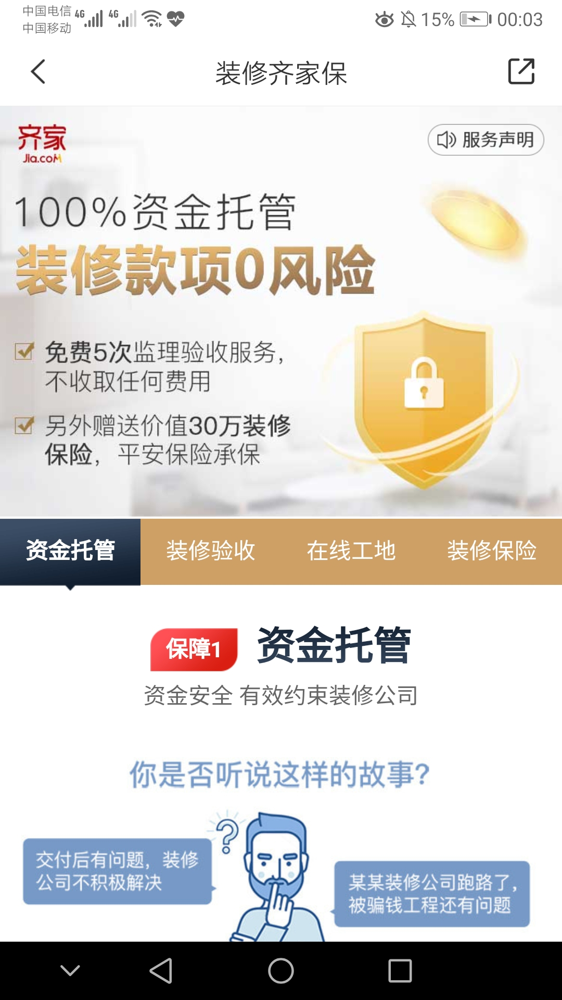 中国电信
中国移动
4G
4G
15%
00:03
装修齐家保
齐家
Jia.com
服务声明
100%资金托管
装修款项0风险
免费5次监理验收服务,
不收取任何费用
另外赠送价值30万装修
保险，平安保险承保
资金托管
装修验收
在线工地
装修保险
保障1
资金托管
资金安全 有效约束装修公司
你是否听说这样的故事?
?
交付后有问题，装修
公司不积极解决
某某装修公司跑路了,
被骗钱工程还有问题